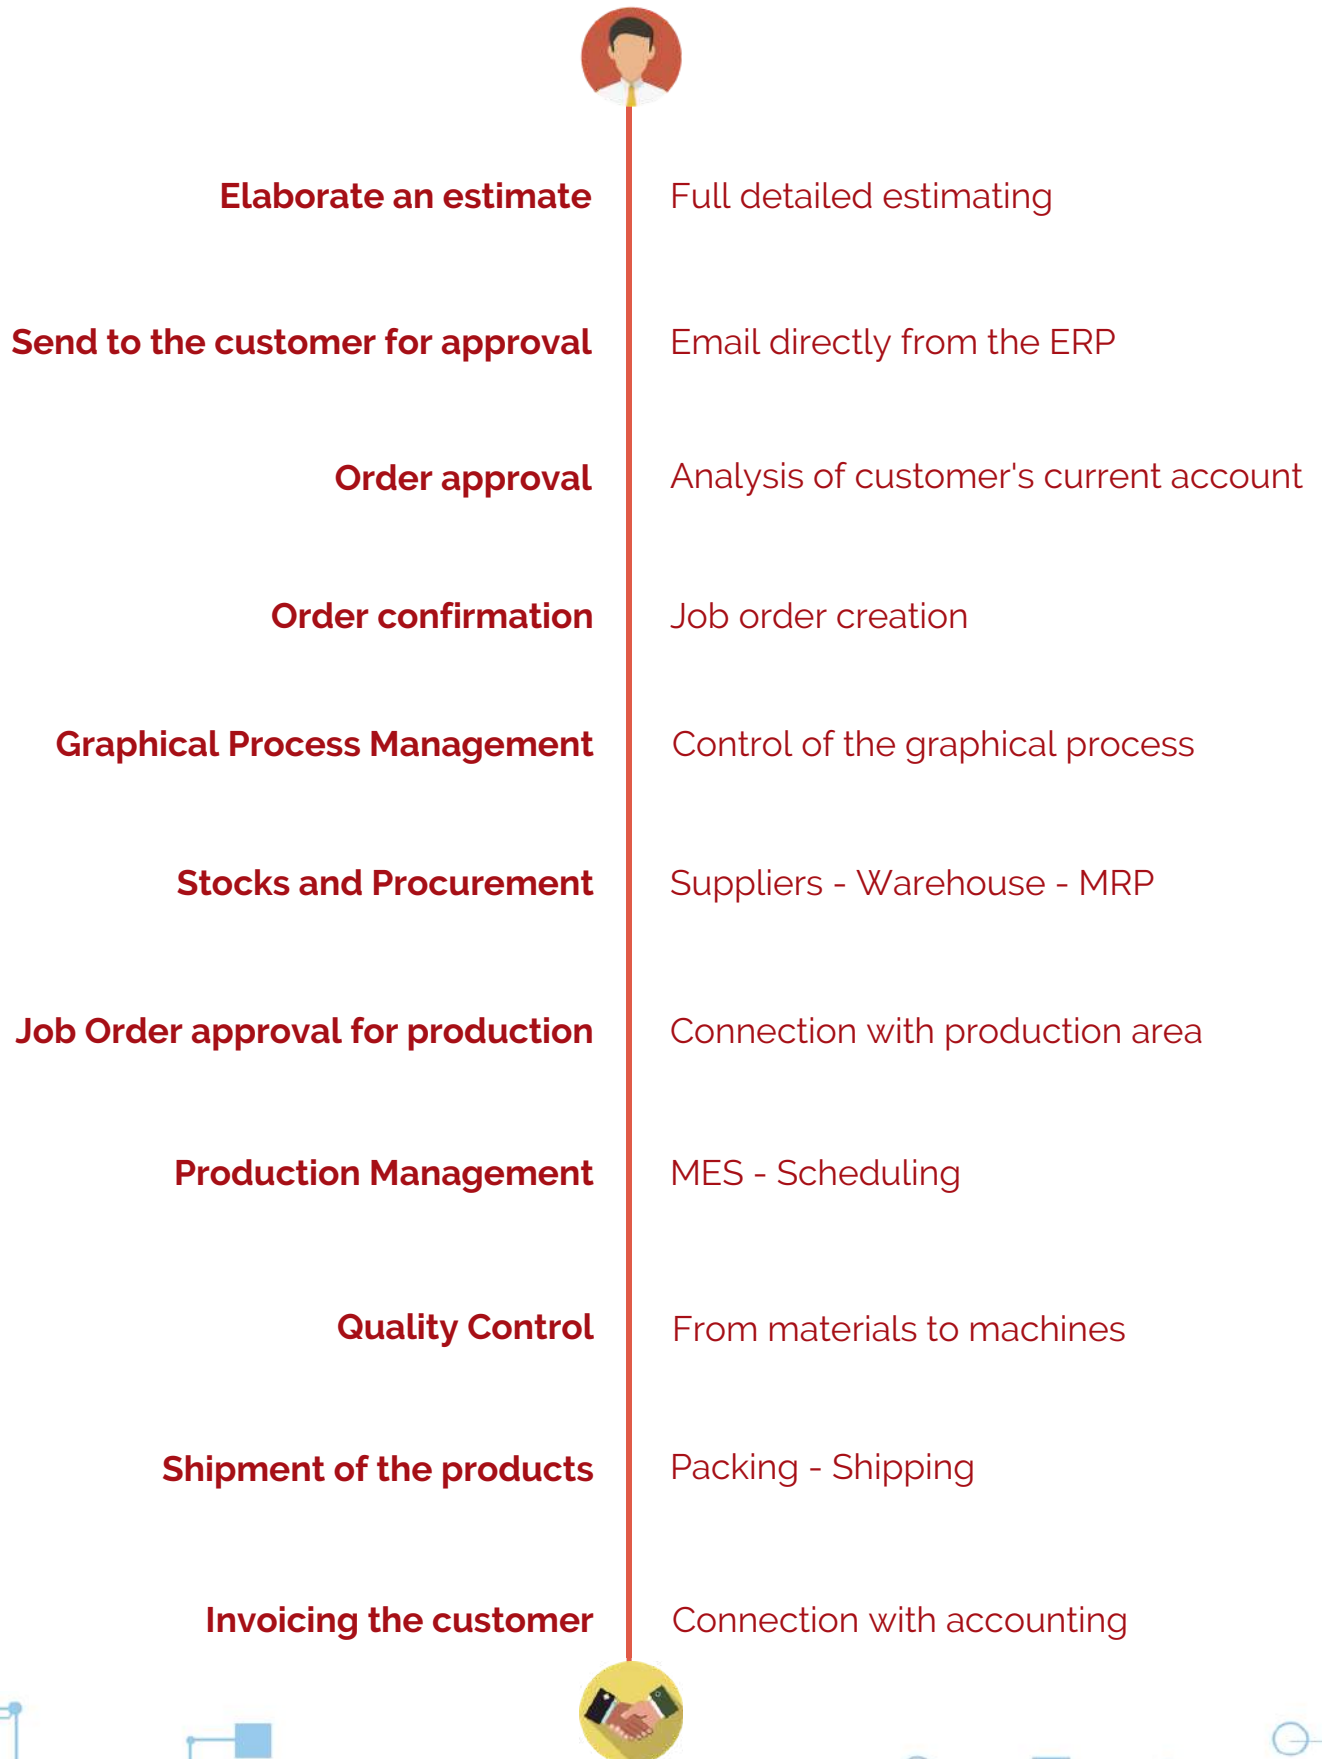 Elaborate an estimate
Full detailed estimating
Send to the customer for approval
Email directly from the ERP
Order approval
Analysis of customer's current account
Order confirmation
Job order creation
Graphical Process Management
Control of the graphical process
Stocks and Procurement
Suppliers - Warehouse - MRP
Job Order approval for production
Connection with production area
Production Management
MES - Scheduling
Quality Control
From materials to machines
Shipment of the products
Packing - Shipping
Invoicing the customer
Connection with accounting